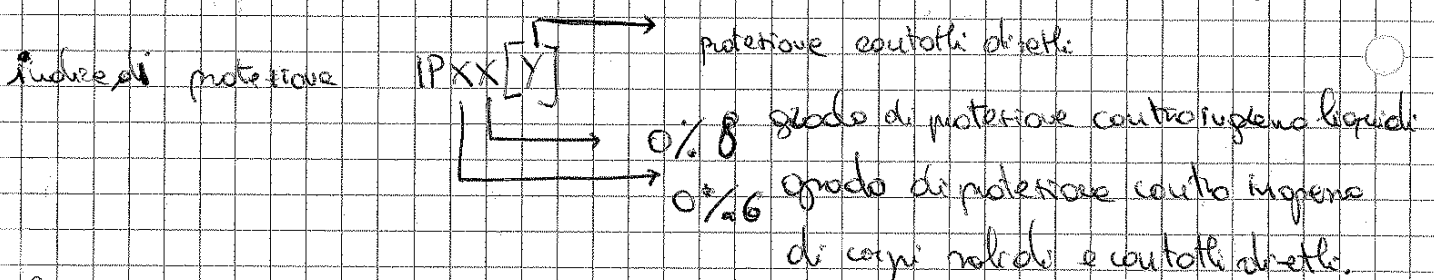 protezione contatti diretti
indice di protezione IPXX[Y]
0÷8 grado di protezione contro ingresso liquidi
0÷6 grado di protezione contro ingresso
di corpi solidi e contatti diretti.